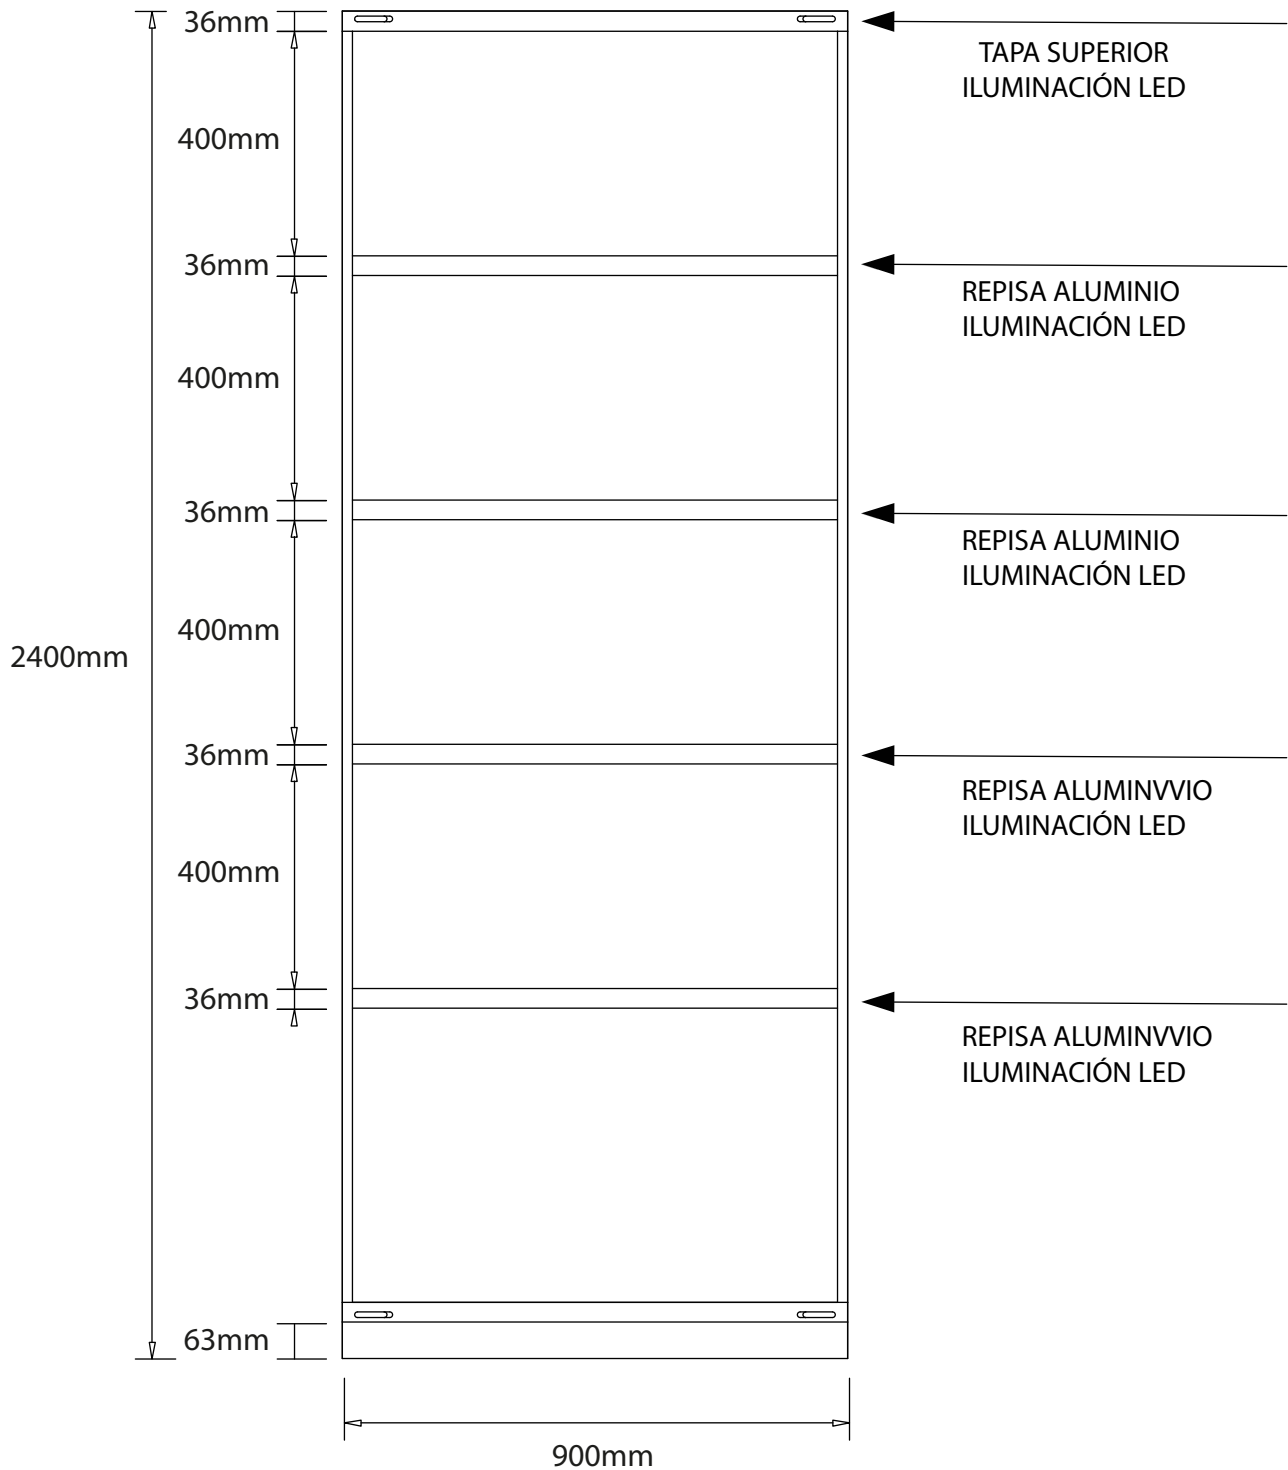 36mm
TAPA SUPERIOR
ILUMINACIÓN LED
400mm
36mm
REPISA ALUMINIO
ILUMINACIÓN LED
400mm
36mm
REPISA ALUMINIO
ILUMINACIÓN LED
400mm
2400mm
36mm
REPISA ALUMINVVIO
ILUMINACIÓN LED
400mm
36mm
REPISA ALUMINVVIO
ILUMINACIÓN LED
63mm
900mm